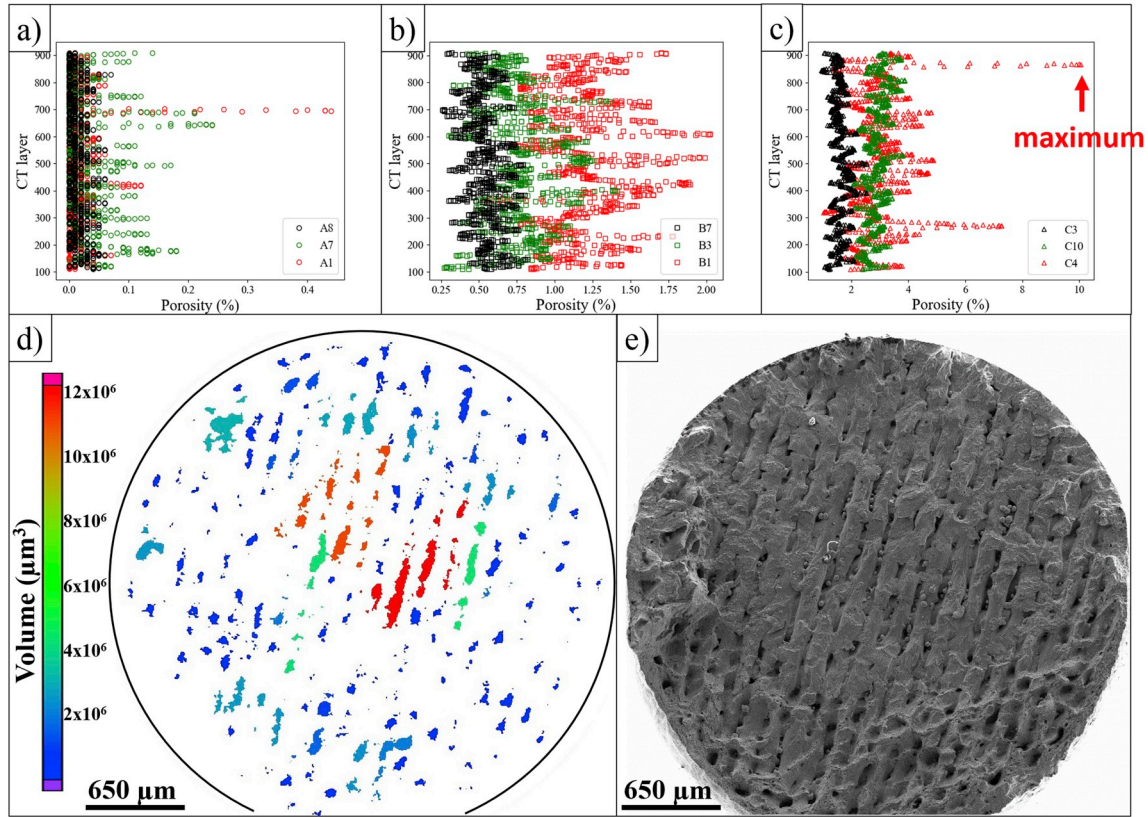 a)
900
800
700
600
500
400
300
200
100
CT layer
0.0 0.1 0.2 0.3 0.4
Porosity (%)
A8
A7
A1
b)
900
800
700
600
500
400
300
200
100
CT layer
0.25 0.50 0.75 1.00 1.25 1.50 1.75 2.00
Porosity (%)
B7
B3
B1
c)
900
800
700
600
500
400
300
200
100
CT layer
2 4 6 8 10
Porosity (%)
maximum
C3
C10
C4
d)
Volume (µm³)
12x10⁶
10x10⁶
8x10⁶
6x10⁶
4x10⁶
2x10⁶
650 µm
e)
650 µm